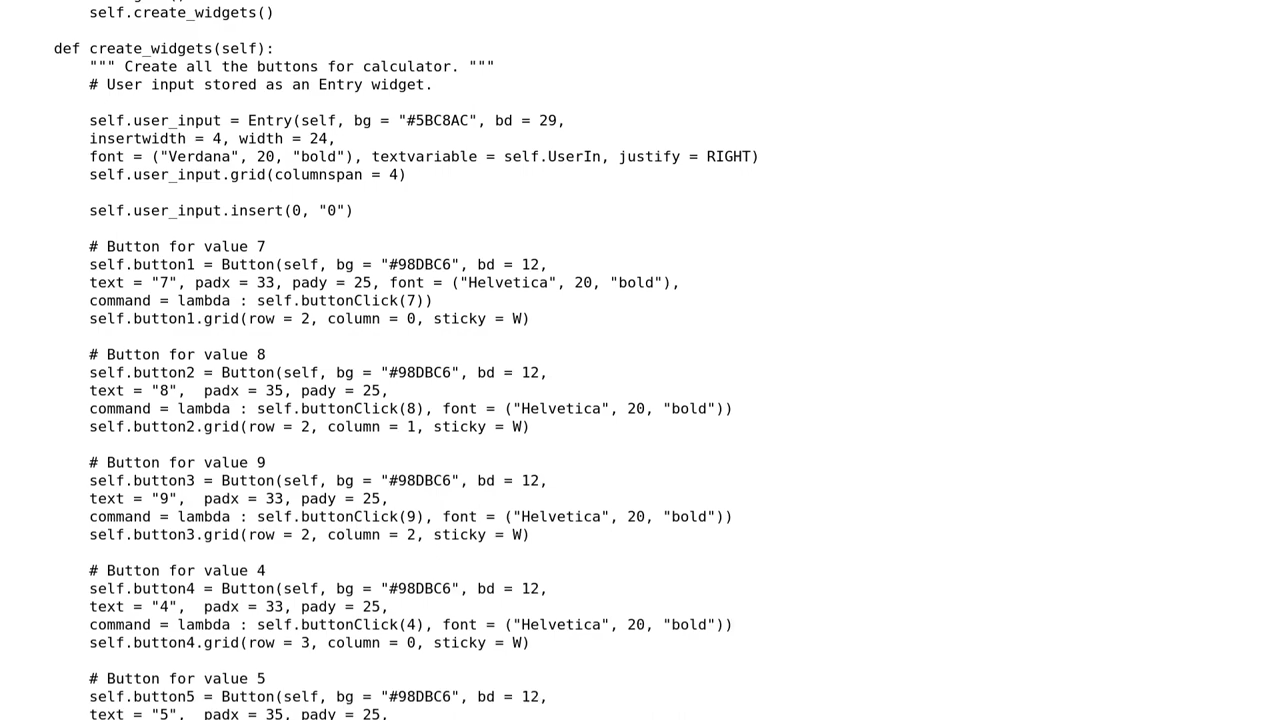 self.create_widgets()
def create_widgets(self):
""" Create all the buttons for calculator. """
# User input stored as an Entry widget.
self.user_input = Entry(self, bg = "#5BC8AC", bd = 29,
insertwidth = 4, width = 24,
font = ("Verdana", 20, "bold"), textvariable = self.UserIn, justify = RIGHT)
self.user_input.grid(columnspan = 4)
self.user_input.insert(0, "0")
# Button for value 7
self.button1 = Button(self, bg = "#98DBC6", bd = 12,
text = "7", padx = 33, pady = 25, font = ("Helvetica", 20, "bold"),
command = lambda : self.buttonClick(7))
self.button1.grid(row = 2, column = 0, sticky = W)
# Button for value 8
self.button2 = Button(self, bg = "#98DBC6", bd = 12,
text = "8",  padx = 35, pady = 25,
command = lambda : self.buttonClick(8), font = ("Helvetica", 20, "bold"))
self.button2.grid(row = 2, column = 1, sticky = W)
# Button for value 9
self.button3 = Button(self, bg = "#98DBC6", bd = 12,
text = "9",  padx = 33, pady = 25,
command = lambda : self.buttonClick(9), font = ("Helvetica", 20, "bold"))
self.button3.grid(row = 2, column = 2, sticky = W)
# Button for value 4
self.button4 = Button(self, bg = "#98DBC6", bd = 12,
text = "4",  padx = 33, pady = 25,
command = lambda : self.buttonClick(4), font = ("Helvetica", 20, "bold"))
self.button4.grid(row = 3, column = 0, sticky = W)
# Button for value 5
self.button5 = Button(self, bg = "#98DBC6", bd = 12,
text = "5",  padx = 35, pady = 25,